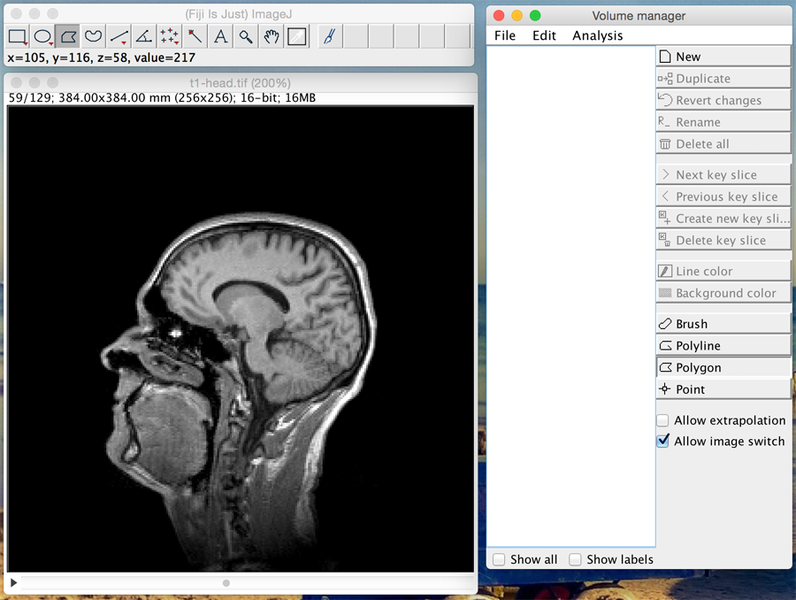 (Fiji Is Just) ImageJ
x=105, y=116, z=58, value=217
t1-head.tif (200%)
59/129; 384.00x384.00 mm (256x256); 16-bit; 16MB
Volume manager
File Edit Analysis
New
Duplicate
Revert changes
R_ Rename
Delete all
Next key slice
Previous key slice
Create new key sli...
Delete key slice
Line color
Background color
Brush
Polyline
Polygon
Point
Allow extrapolation
Allow image switch
Show all Show labels